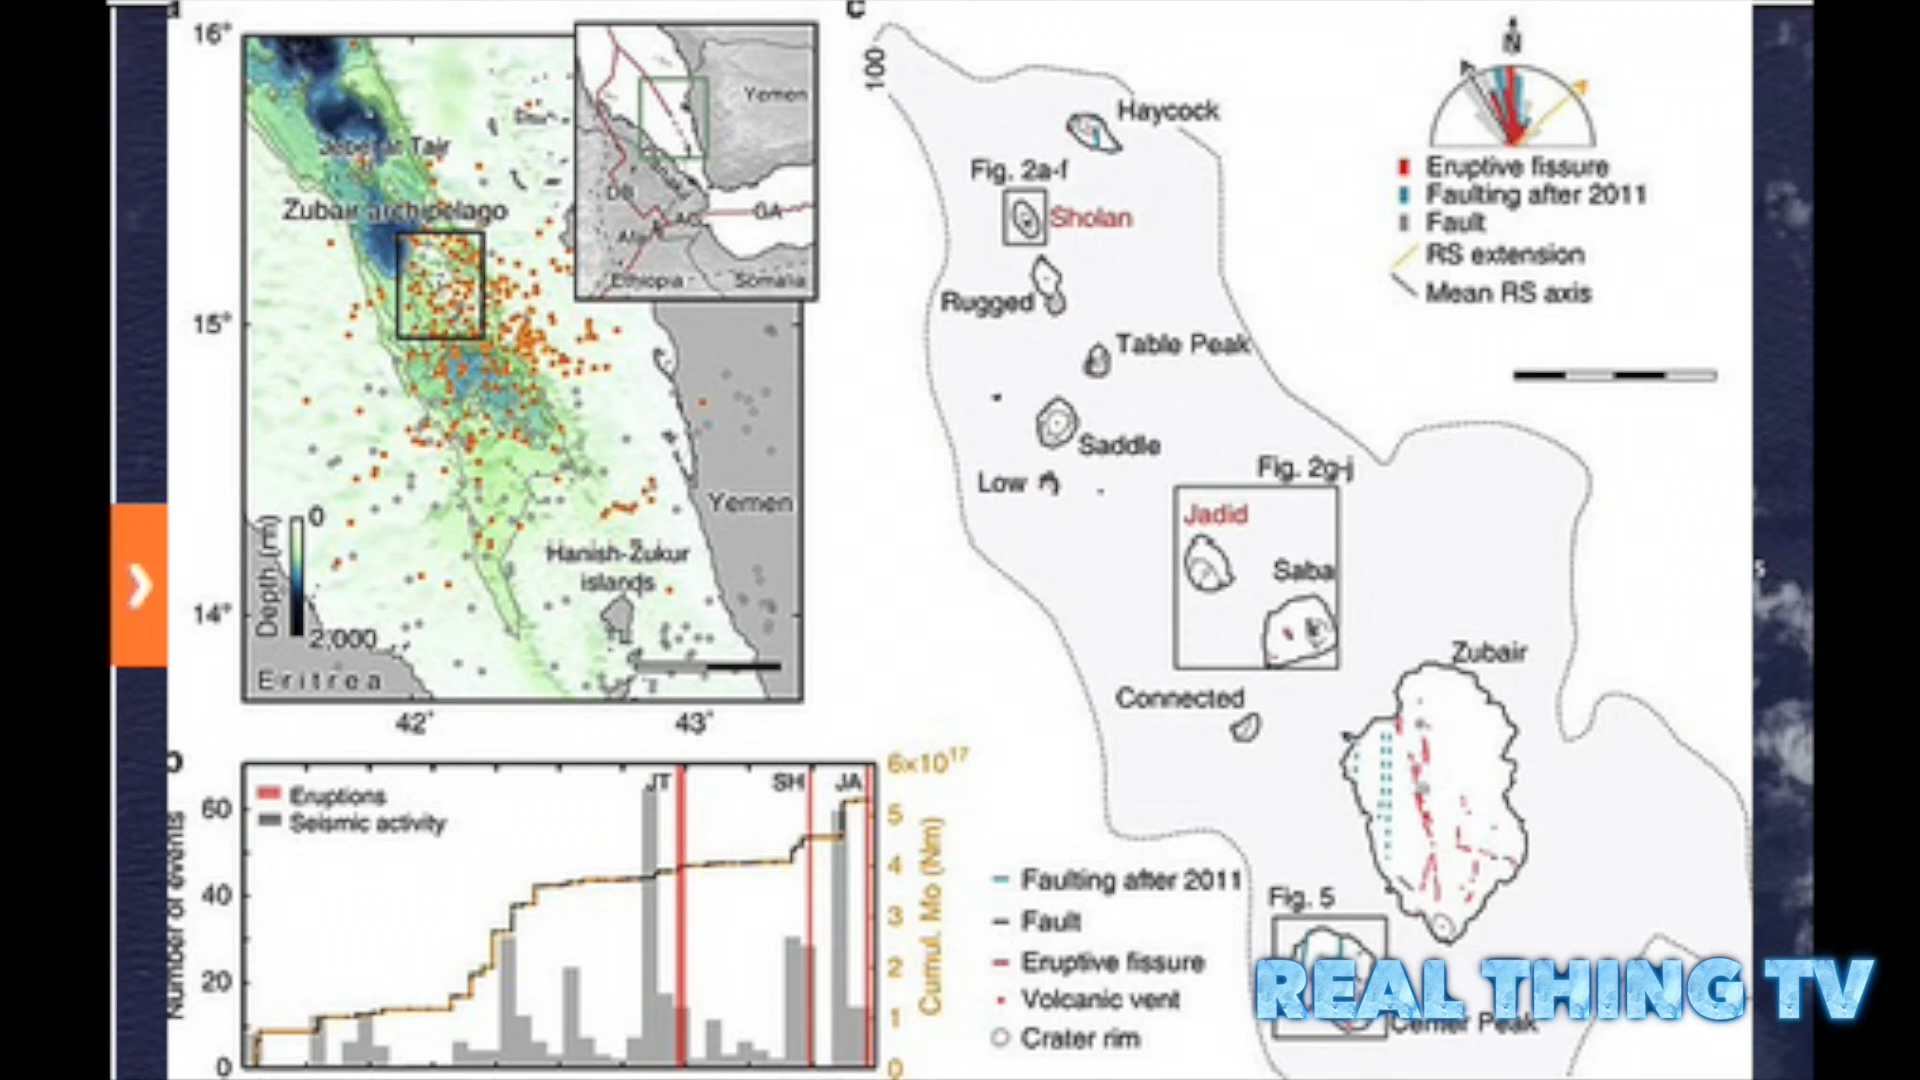 16°
Yemen
Jebel at Tair
Zubair archipelago
DB
AG
GA
Ethiopia
Somalia
15°
Yemen
Hanish-Zukur
islands
Depth (m)
0
2,000
14°
Eritrea
42°
43°
c
100
Haycock
Fig. 2a-f
Sholan
Rugged
Table Peak
Saddle
Low
Fig. 2g-j
Jadid
Saba
Zubair
Connected
Fig. 5
Center Peak
N
Eruptive fissure
Faulting after 2011
Fault
RS extension
Mean RS axis
Faulting after 2011
Fault
Eruptive fissure
Volcanic vent
Crater rim
Eruptions
Seismic activity
JT
SH
JA
Number of events
60
40
20
0
6×10¹⁷
5
4
3
2
1
0
Cumul. Mo (Nm)
REAL THING TV